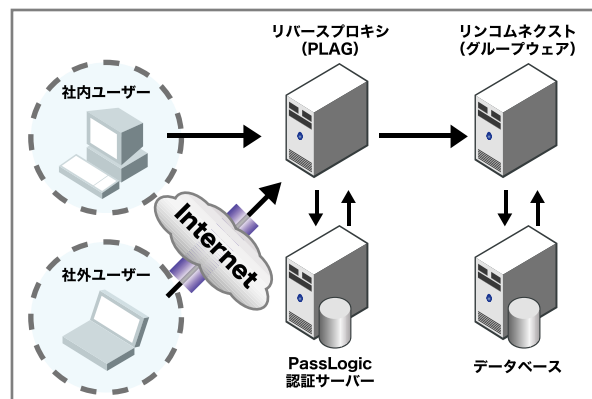 リバースプロキシ
（PLAG）
リンコムネクスト
（グループウェア）
社内ユーザー
Internet
社外ユーザー
PassLogic
認証サーバー
データベース